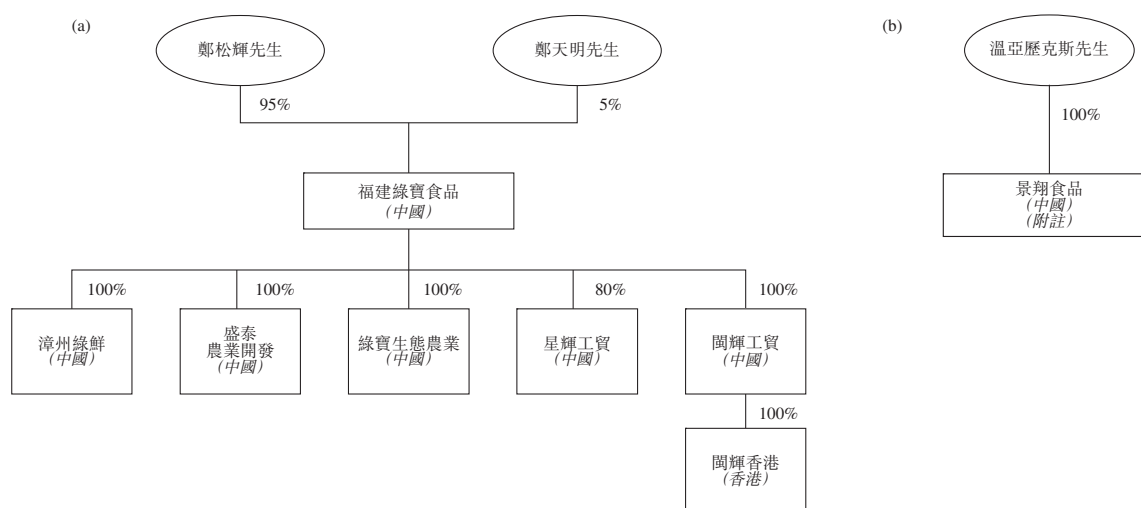 (a)
鄭松輝先生
鄭天明先生
95%
5%
福建綠寶食品
(中國)
100%
100%
100%
80%
100%
漳州綠鮮
(中國)
盛泰
農業開發
(中國)
綠寶生態農業
(中國)
星輝工貿
(中國)
閩輝工貿
(中國)
100%
閩輝香港
(香港)
(b)
溫亞歷克斯先生
100%
景翔食品
(中國)
(附註)